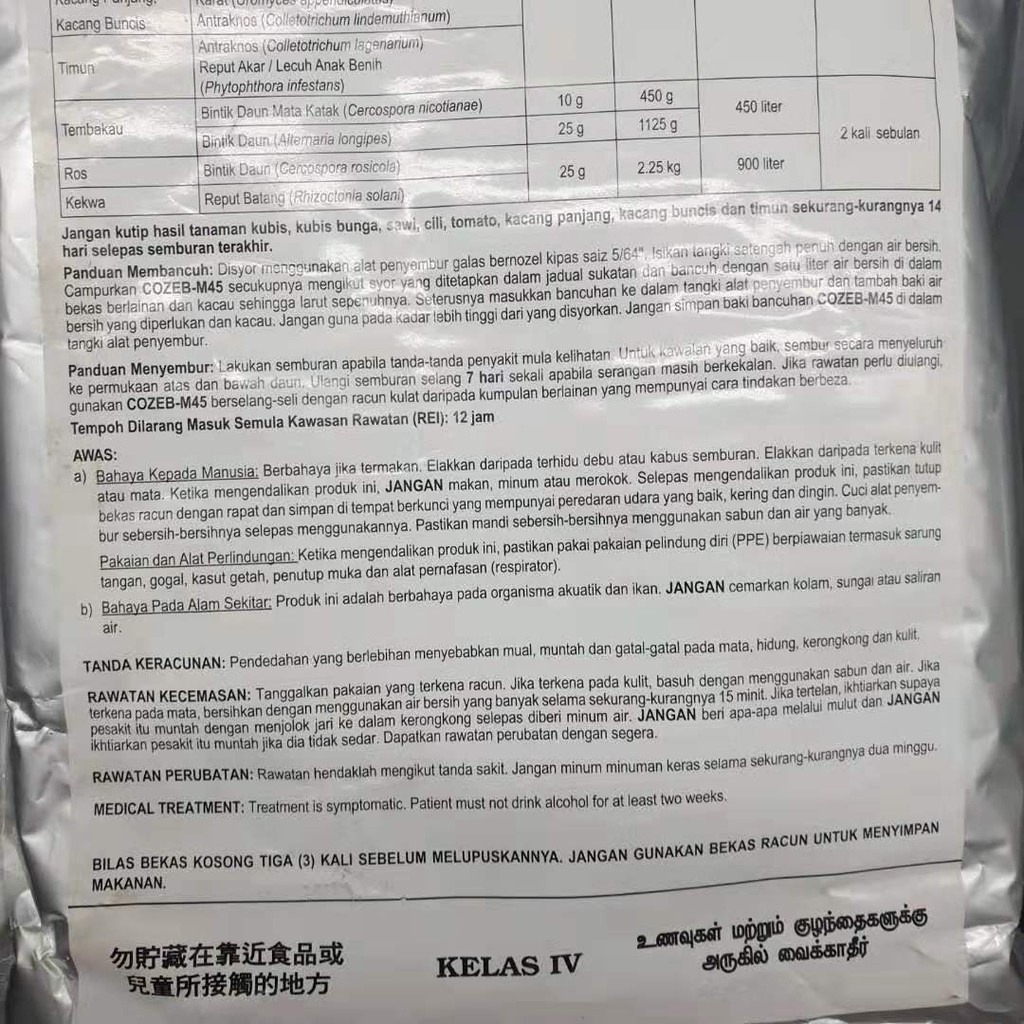 Kacang Buncis
Antraknos (Colletotrichum lindemuthianum)
Timun
Antraknos (Colletotrichum lagenarium)
Reput Akar / Lecuh Anak Benih
(Phytophthora infestans)
Tembakau
Bintik Daun Mata Katak (Cercospora nicotianae)
10 g
450 g
450 liter
2 kali sebulan
Bintik Daun (Alternaria longipes)
25 g
1125 g
Ros
Bintik Daun (Cercospora rosicola)
25 g
2.25 kg
900 liter
Kekwa
Reput Batang (Rhizoctonia solani)
Jangan kutip hasil tanaman kubis, kubis bunga, sawi, cili, tomato, kacang panjang, kacang buncis dan timun sekurang-kurangnya 14
hari selepas semburan terakhir.
Panduan Membancuh: Disyor menggunakan alat penyembur galas bernozel kipas saiz 5/64". Isikan tangki setengah penuh dengan air bersih.
Campurkan COZEB-M45 secukupnya mengikut syor yang ditetapkan dalam jadual sukatan dan bancuh dengan satu liter air bersih di dalam
bekas berlainan dan kacau sehingga larut sepenuhnya. Seterusnya masukkan bancuhan ke dalam tangki alat penyembur dan tambah baki air
bersih yang diperlukan dan kacau. Jangan guna pada kadar lebih tinggi dari yang disyorkan. Jangan simpan baki bancuhan COZEB-M45 di dalam
tangki alat penyembur.
Panduan Menyembur: Lakukan semburan apabila tanda-tanda penyakit mula kelihatan. Untuk kawalan yang baik, sembur secara menyeluruh
ke permukaan atas dan bawah daun. Ulangi semburan selang 7 hari sekali apabila serangan masih berkekalan. Jika rawatan perlu diulangi,
gunakan COZEB-M45 berselang-seli dengan racun kulat daripada kumpulan berlainan yang mempunyai cara tindakan berbeza.
Tempoh Dilarang Masuk Semula Kawasan Rawatan (REI): 12 jam
AWAS:
a) Bahaya Kepada Manusia: Berbahaya jika termakan. Elakkan daripada terhidu debu atau kabus semburan. Elakkan daripada terkena kulit
atau mata. Ketika mengendalikan produk ini, JANGAN makan, minum atau merokok. Selepas mengendalikan produk ini, pastikan tutup
bekas racun dengan rapat dan simpan di tempat berkunci yang mempunyai peredaran udara yang baik, kering dan dingin. Cuci alat penyem-
bur sebersih-bersihnya selepas menggunakannya. Pastikan mandi sebersih-bersihnya menggunakan sabun dan air yang banyak.
Pakaian dan Alat Perlindungan: Ketika mengendalikan produk ini, pastikan pakai pakaian pelindung diri (PPE) berpiawaian termasuk sarung
tangan, gogal, kasut getah, penutup muka dan alat pernafasan (respirator).
b) Bahaya Pada Alam Sekitar: Produk ini adalah berbahaya pada organisma akuatik dan ikan. JANGAN cemarkan kolam, sungai atau saliran
air.
TANDA KERACUNAN: Pendedahan yang berlebihan menyebabkan mual, muntah dan gatal-gatal pada mata, hidung, kerongkong dan kulit.
RAWATAN KECEMASAN: Tanggalkan pakaian yang terkena racun. Jika terkena pada kulit, basuh dengan menggunakan sabun dan air. Jika
terkena pada mata, bersihkan dengan menggunakan air bersih yang banyak selama sekurang-kurangnya 15 minit. Jika tertelan, ikhtiarkan supaya
pesakit itu muntah dengan menjolok jari ke dalam kerongkong selepas diberi minum air. JANGAN beri apa-apa melalui mulut dan JANGAN
ikhtiarkan pesakit itu muntah jika dia tidak sedar. Dapatkan rawatan perubatan dengan segera.
RAWATAN PERUBATAN: Rawatan hendaklah mengikut tanda sakit. Jangan minum minuman keras selama sekurang-kurangnya dua minggu.
MEDICAL TREATMENT: Treatment is symptomatic. Patient must not drink alcohol for at least two weeks.
BILAS BEKAS KOSONG TIGA (3) KALI SEBELUM MELUPUSKANNYA. JANGAN GUNAKAN BEKAS RACUN UNTUK MENYIMPAN
MAKANAN.
勿貯藏在靠近食品或
兒童所接觸的地方
KELAS IV
உணவுகள் மற்றும் குழந்தைகளுக்கு
அருகில் வைக்காதீர்